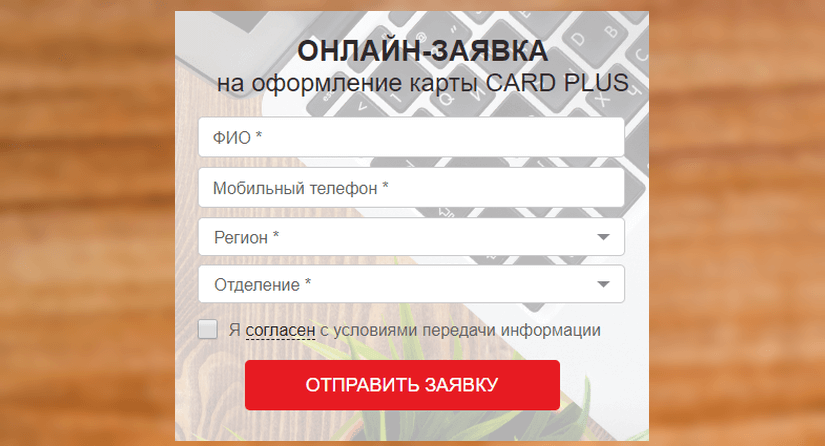 ОНЛАЙН-ЗАЯВКА
на оформление карты CARD PLUS
ФИО *
Мобильный телефон *
Регион *
Отделение *
Я согласен с условиями передачи информации
ОТПРАВИТЬ ЗАЯВКУ